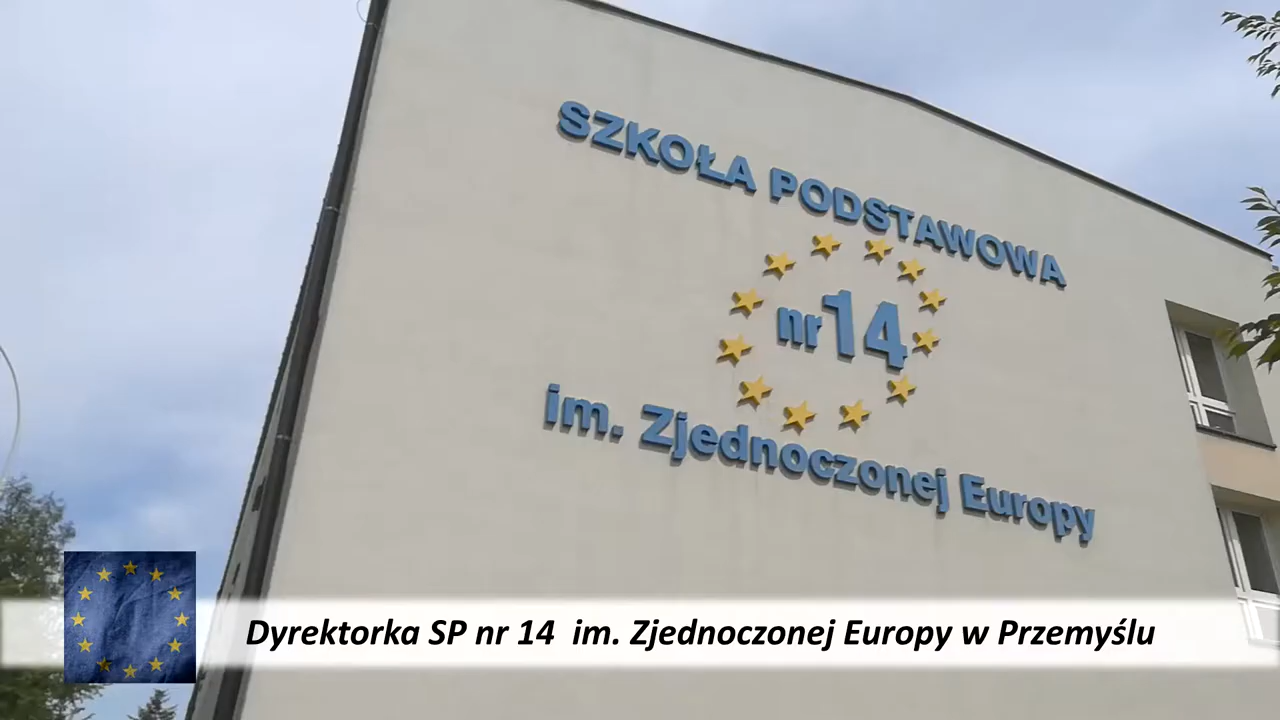 SZKOŁA PODSTAWOWA
nr 14
im. Zjednoczonej Europy
Dyrektorka SP nr 14 im. Zjednoczonej Europy w Przemyślu